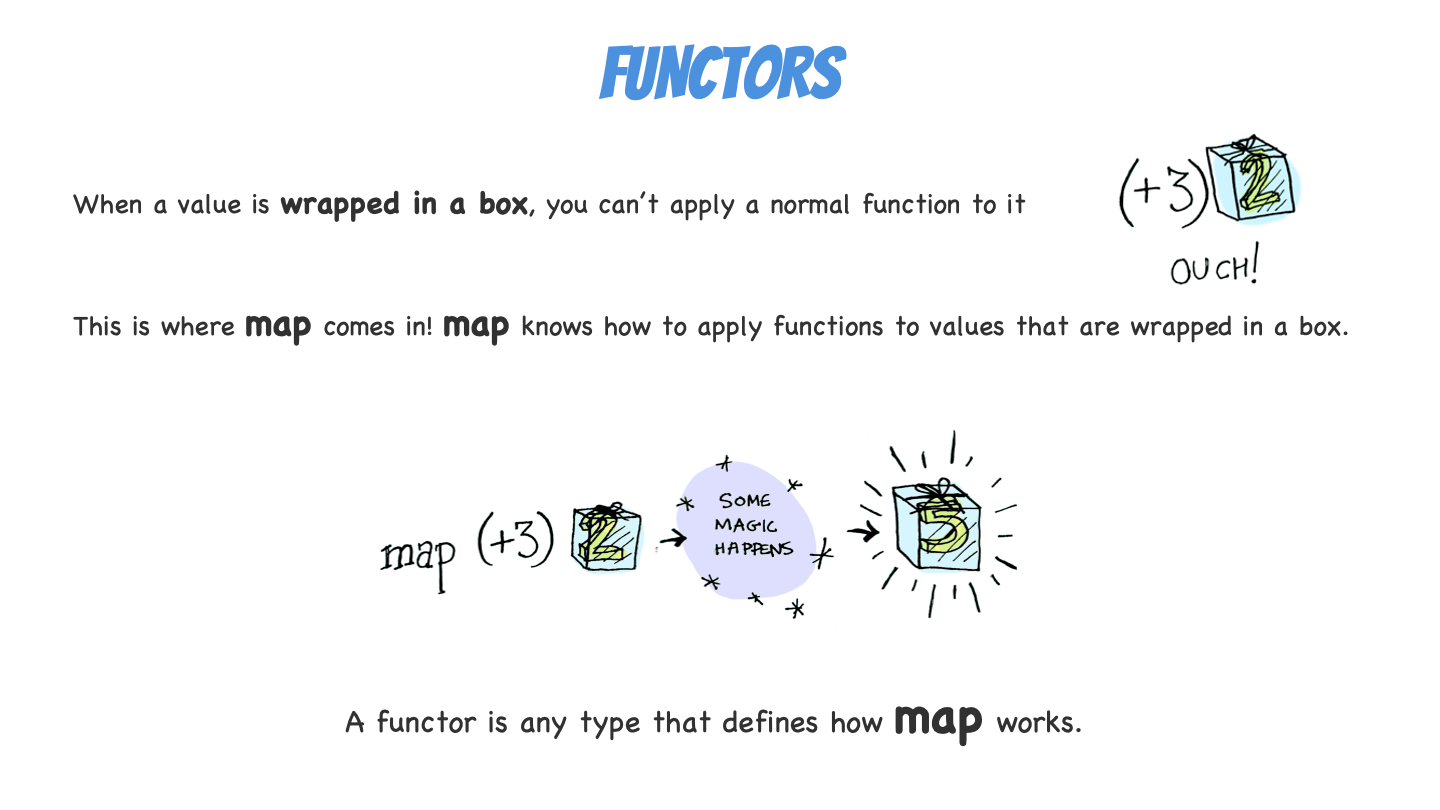 FUNCTORS
When a value is wrapped in a box, you can't apply a normal function to it
(+3) 2
OUCH!
This is where map comes in! map knows how to apply functions to values that are wrapped in a box.
map (+3) 2
SOME
MAGIC
HAPPENS
5
A functor is any type that defines how map works.